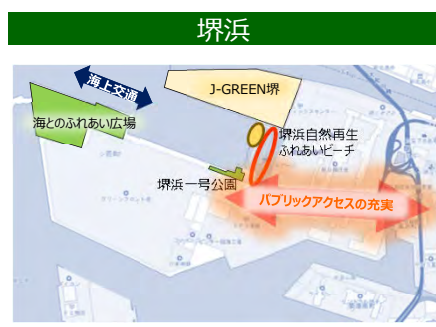 堺浜
海上交通
J-GREEN堺
海とのふれあい広場
堺浜自然再生
ふれあいビーチ
堺浜一号公園
パブリックアクセスの充実